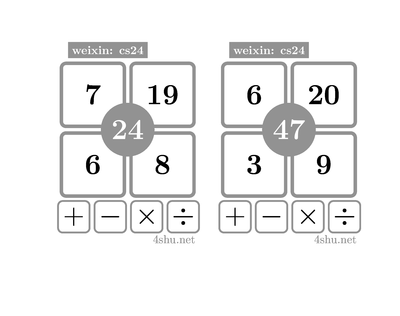 weixin: cs24
7 19
24
6 8
+ − × ÷
4shu.net
weixin: cs24
6 20
47
3 9
+ − × ÷
4shu.net